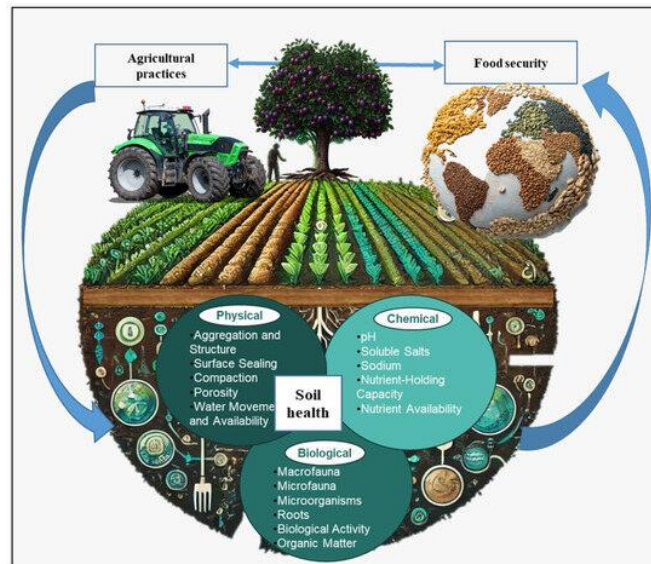 Agricultural
practices
Food security
Physical
•Aggregation and
Structure
•Surface Sealing
•Compaction
•Porosity
•Water Moveme
and Availability
Chemical
•pH
•Soluble Salts
•Sodium
•Nutrient-Holding
Capacity
•Nutrient Availability
Soil
health
Biological
•Macrofauna
•Microfauna
•Microorganisms
•Roots
•Biological Activity
•Organic Matter